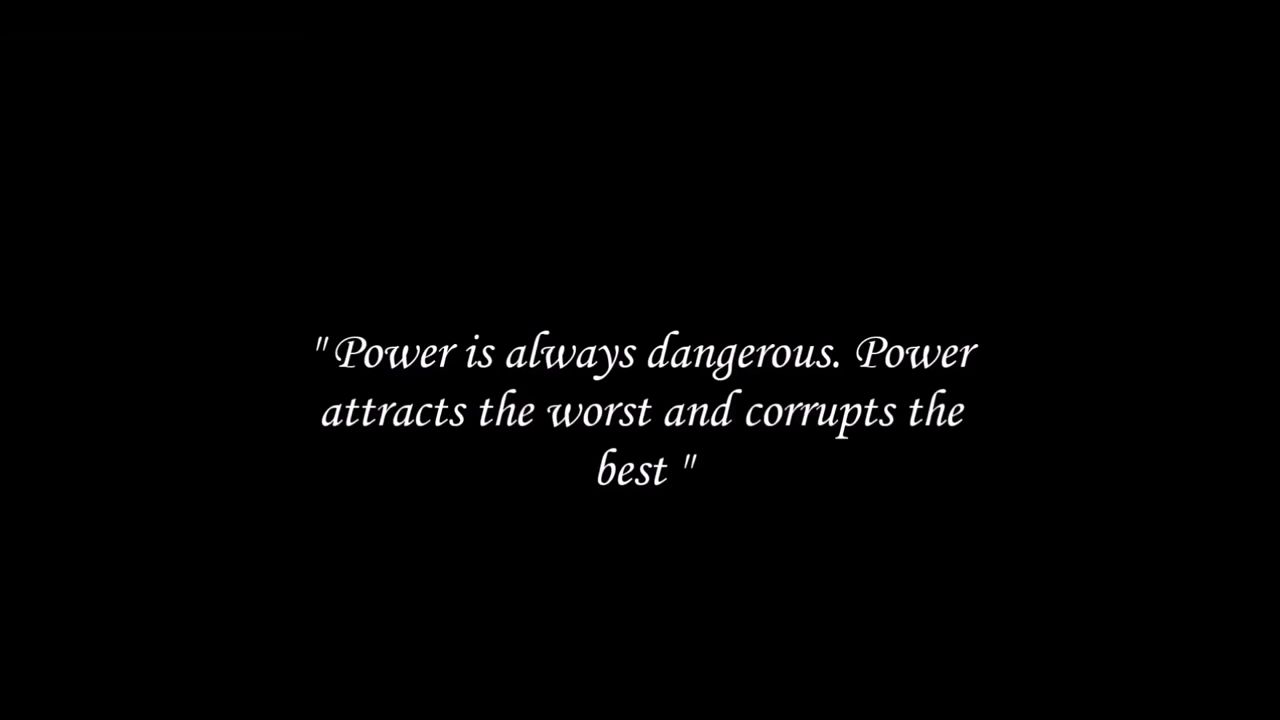 " Power is always dangerous. Power
attracts the worst and corrupts the
best "